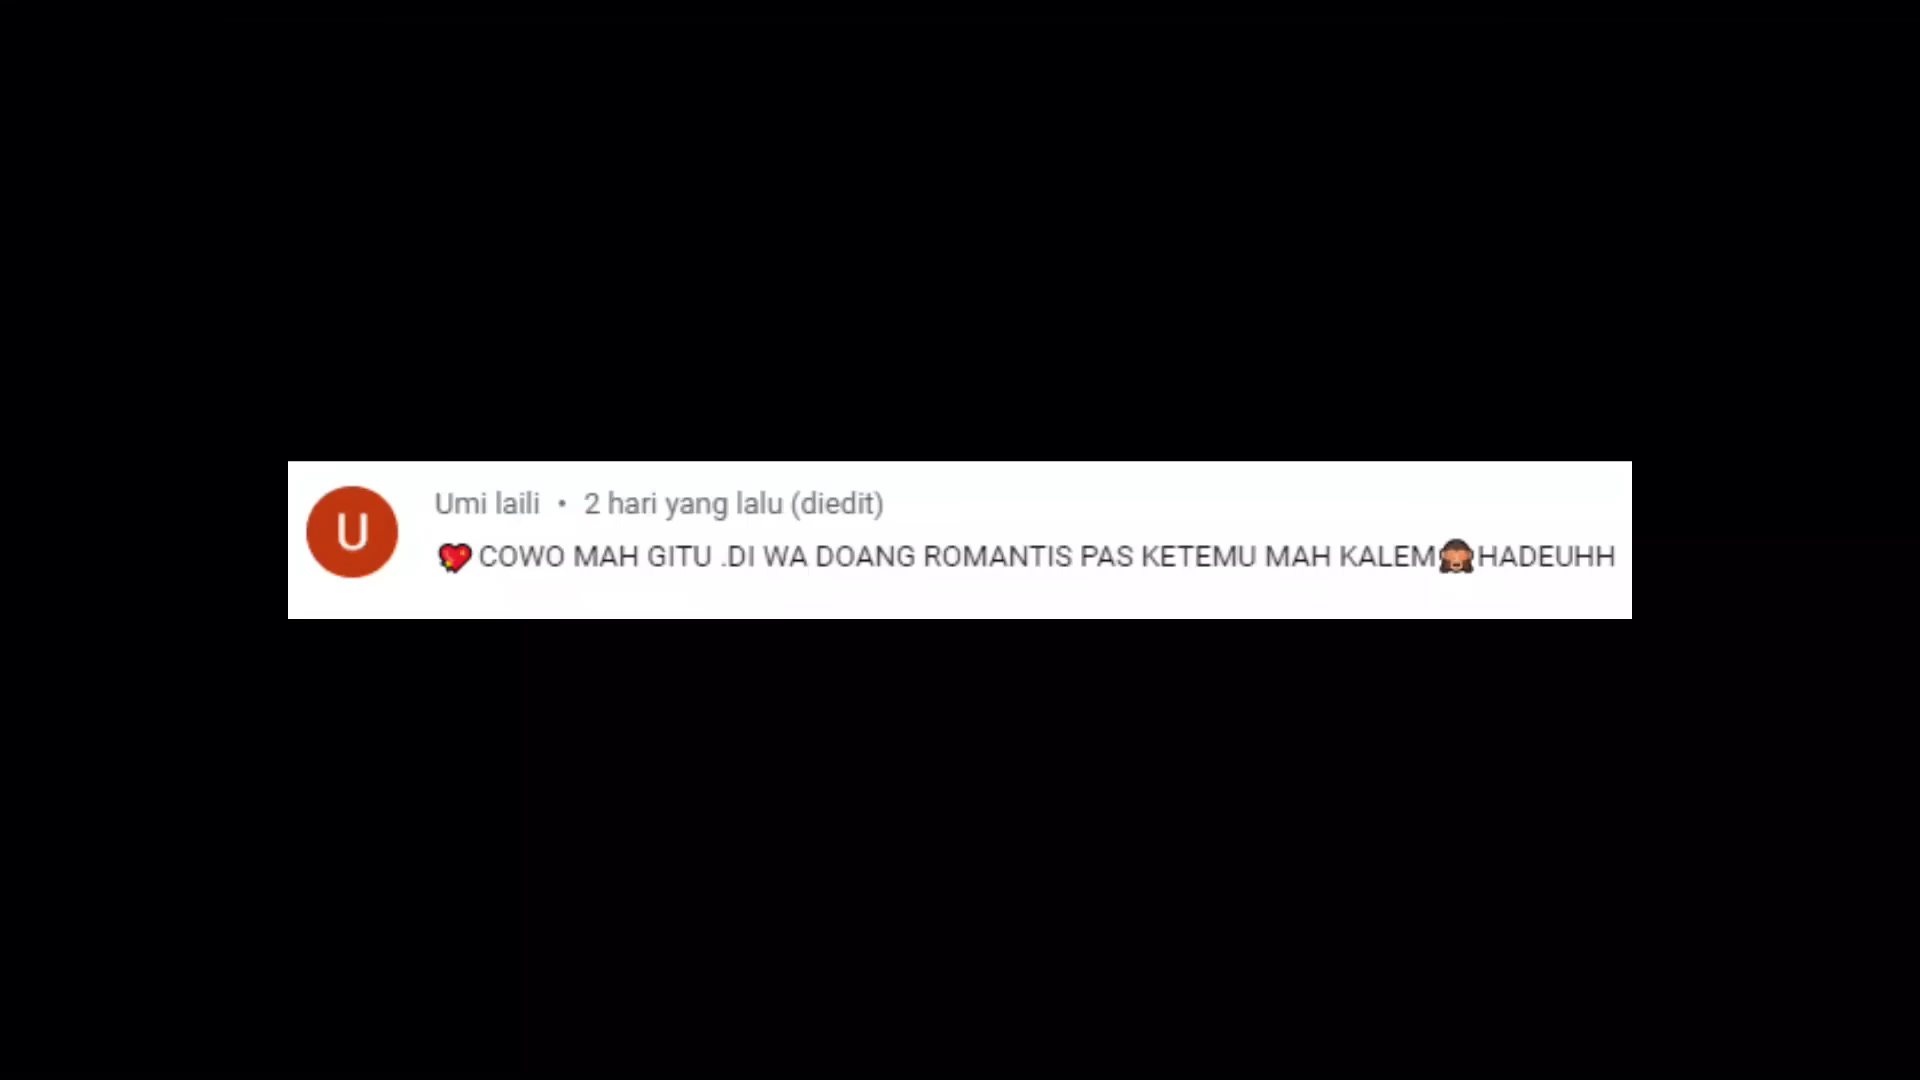 U
Umi laili • 2 hari yang lalu (diedit)
💖 COWO MAH GITU .DI WA DOANG ROMANTIS PAS KETEMU MAH KALEM🙈HADEUHH